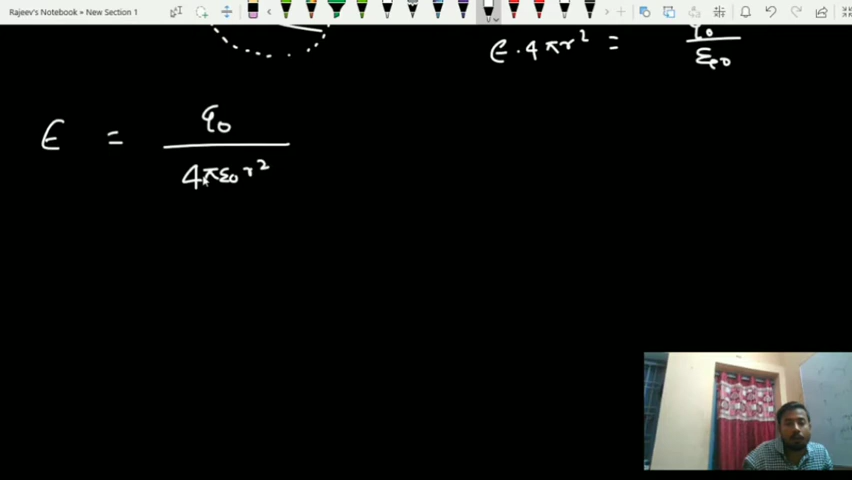 Rajeev's Notebook » New Section 1
E · 4πr² = q₀ / ε₀
E = q₀ / 4πε₀r²